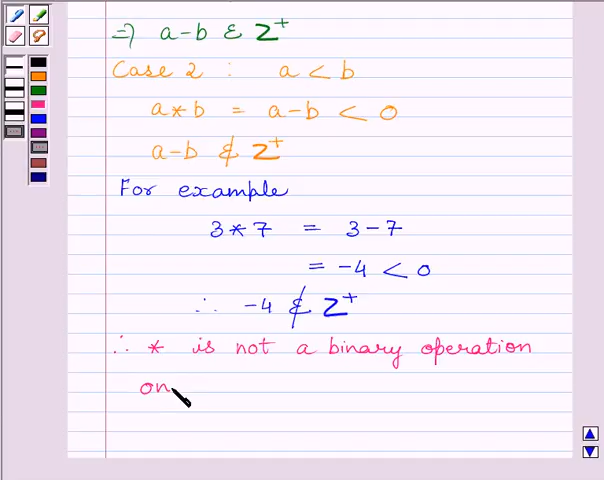 ⇒ a-b ε Z⁺
Case 2 : a < b
a * b = a-b < 0
a-b ∉ Z⁺
For example
3 * 7 = 3-7
= -4 < 0
∴ -4 ∉ Z⁺
∴ * is not a binary operation
on